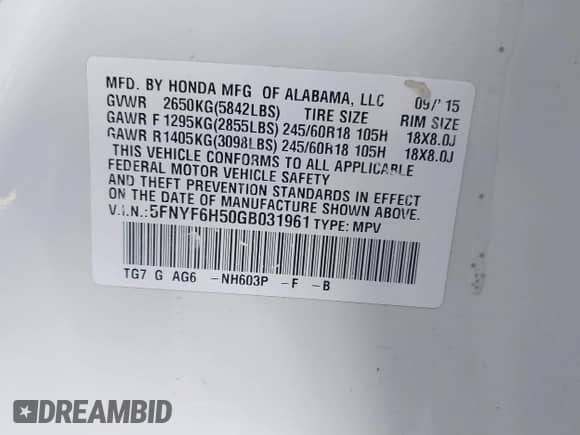 MFD. BY HONDA MFG OF ALABAMA, LLC 09/'15
GVWR 2650KG(5842LBS) TIRE SIZE RIM SIZE
GAWR F 1295KG(2855LBS) 245/60R18 105H 18X8.0J
GAWR R 1405KG(3098LBS) 245/60R18 105H 18X8.0J
THIS VEHICLE CONFORMS TO ALL APPLICABLE
FEDERAL MOTOR VEHICLE SAFETY
AND THEFT PREVENTION STANDARDS IN EFFECT
ON THE DATE OF MANUFACTURE SHOWN ABOVE.
V.I.N.:5FNYF6H50GB031961 TYPE: MPV
TG7 G AG6 -NH603P -F -B
DREAMBID